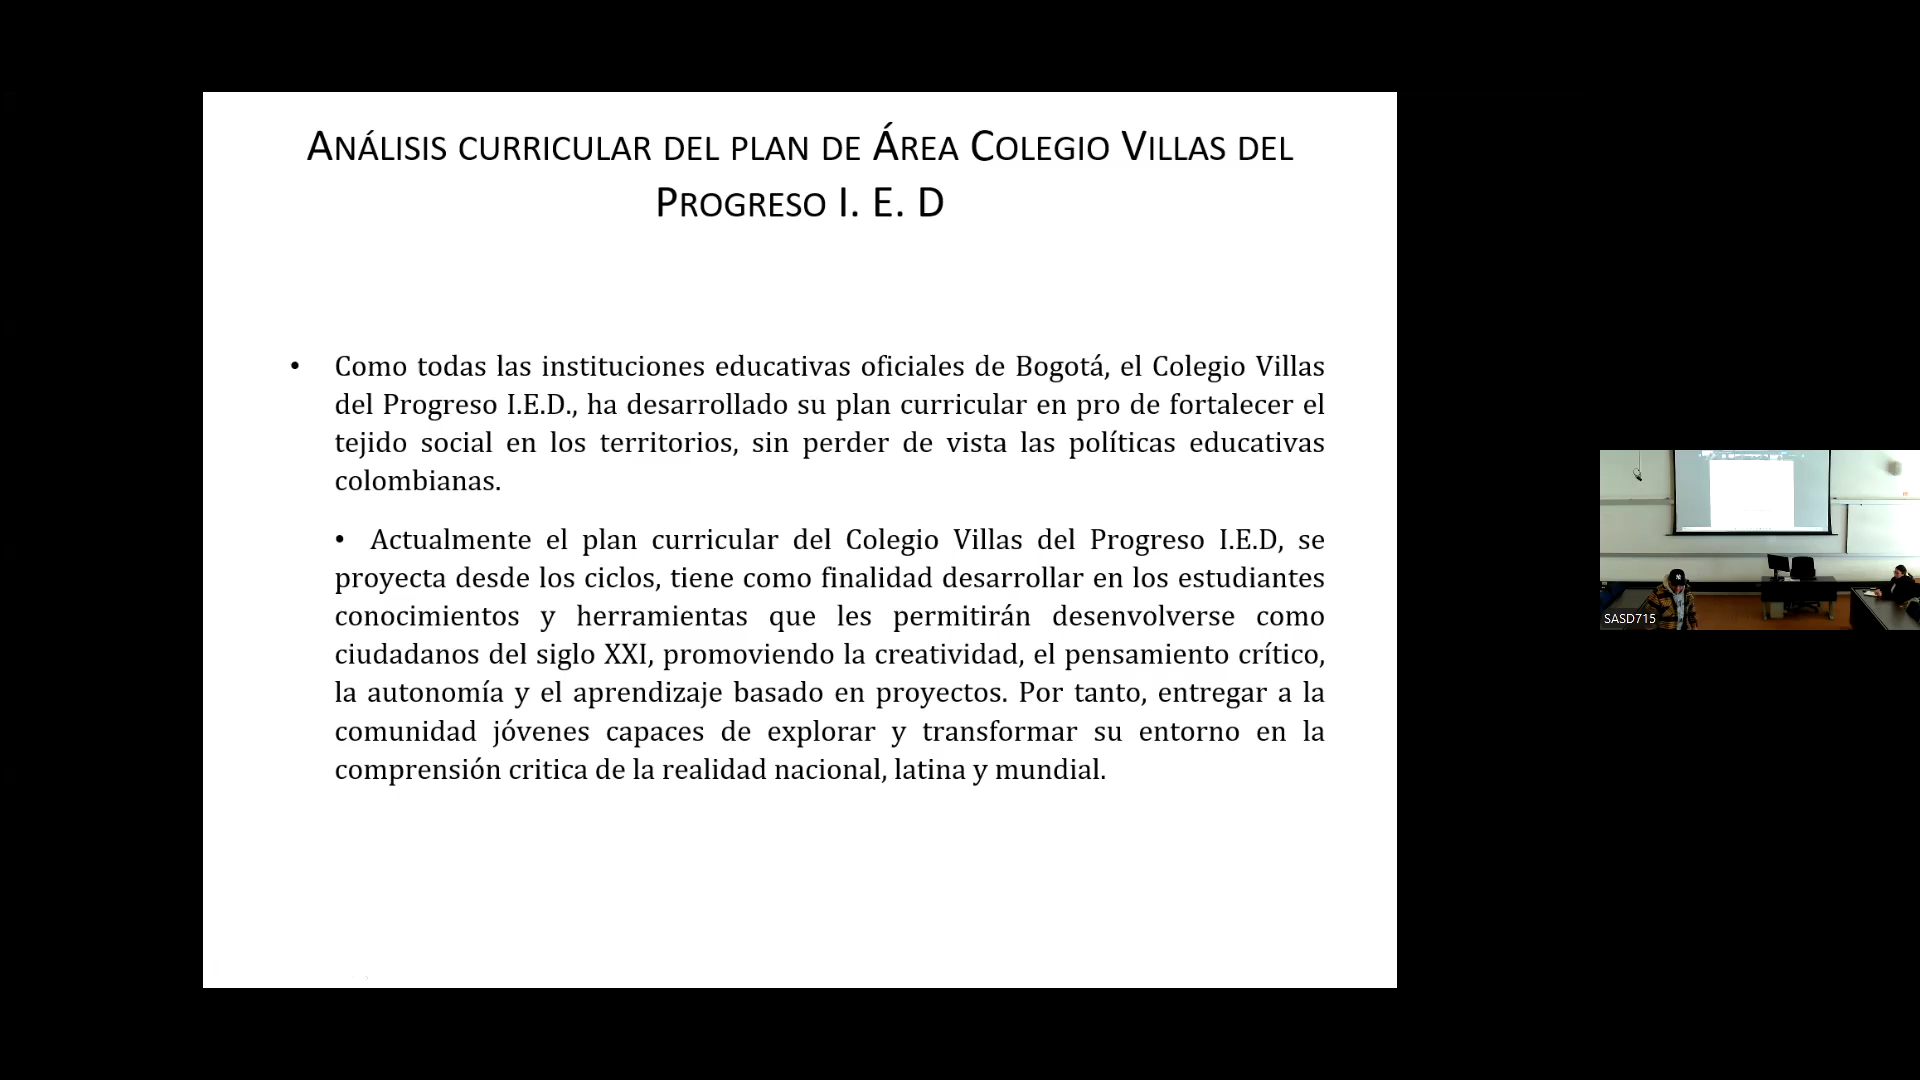 ANÁLISIS CURRICULAR DEL PLAN DE ÁREA COLEGIO VILLAS DEL
PROGRESO I. E. D
• Como todas las instituciones educativas oficiales de Bogotá, el Colegio Villas
del Progreso I.E.D., ha desarrollado su plan curricular en pro de fortalecer el
tejido social en los territorios, sin perder de vista las políticas educativas
colombianas.
• Actualmente el plan curricular del Colegio Villas del Progreso I.E.D, se
proyecta desde los ciclos, tiene como finalidad desarrollar en los estudiantes
conocimientos y herramientas que les permitirán desenvolverse como
ciudadanos del siglo XXI, promoviendo la creatividad, el pensamiento crítico,
la autonomía y el aprendizaje basado en proyectos. Por tanto, entregar a la
comunidad jóvenes capaces de explorar y transformar su entorno en la
comprensión critica de la realidad nacional, latina y mundial.
SASD715